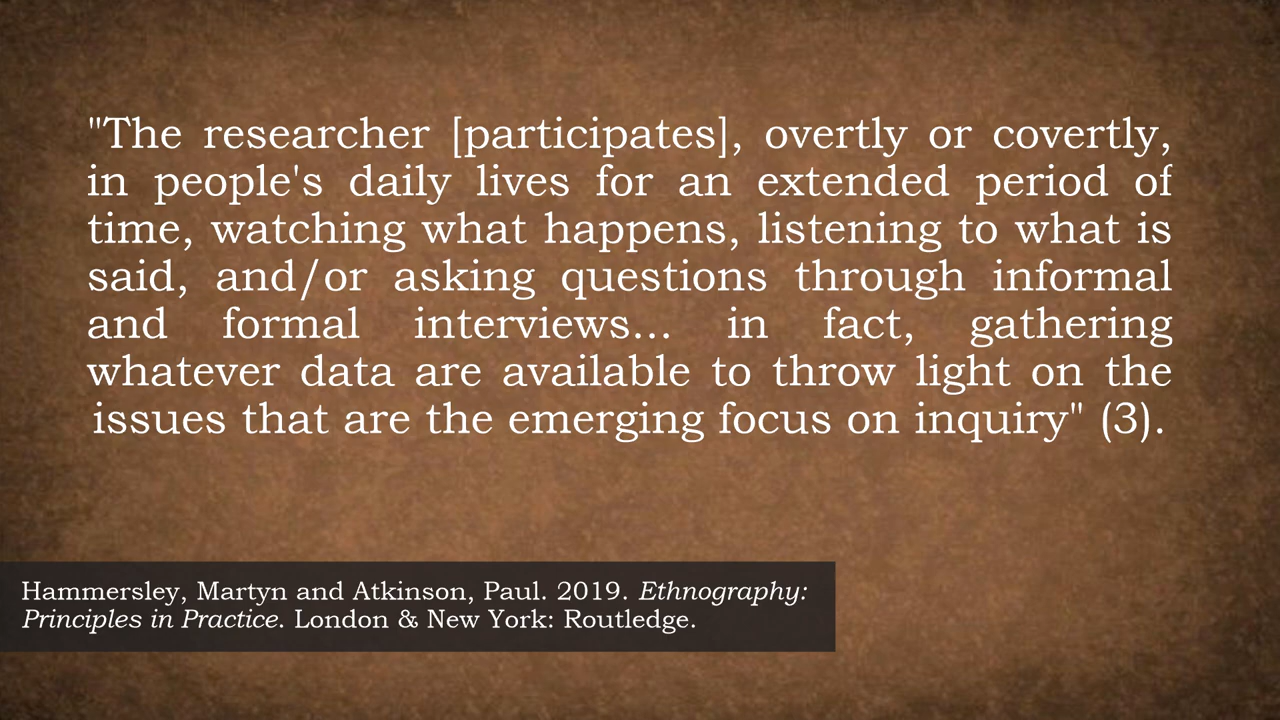 "The researcher [participates], overtly or covertly,
in people's daily lives for an extended period of
time, watching what happens, listening to what is
said, and/or asking questions through informal
and formal interviews... in fact, gathering
whatever data are available to throw light on the
issues that are the emerging focus on inquiry" (3).
Hammersley, Martyn and Atkinson, Paul. 2019. Ethnography:
Principles in Practice. London & New York: Routledge.